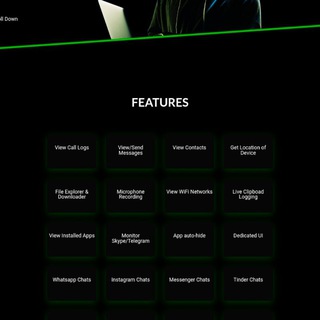 ll Down
FEATURES
View Call Logs
View/Send
Messages
View Contacts
Get Location of
Device
File Explorer &
Downloader
Microphone
Recording
View WiFi Networks
Live Clipboad
Logging
View Installed Apps
Monitor
Skype/Telegram
App auto-hide
Dedicated UI
Whatsapp Chats
Instagram Chats
Messenger Chats
Tinder Chats